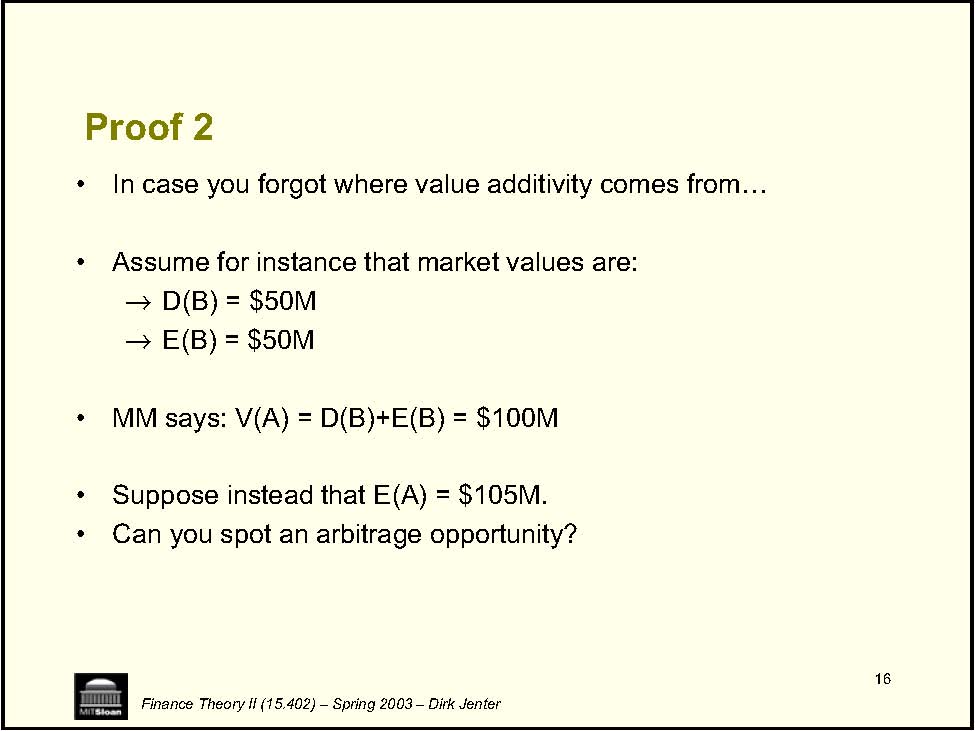 Proof 2
• In case you forgot where value additivity comes from…
• Assume for instance that market values are:
→ D(B) = $50M
→ E(B) = $50M
• MM says: V(A) = D(B)+E(B) = $100M
• Suppose instead that E(A) = $105M.
• Can you spot an arbitrage opportunity?
16
MITSloan
Finance Theory II (15.402) – Spring 2003 – Dirk Jenter